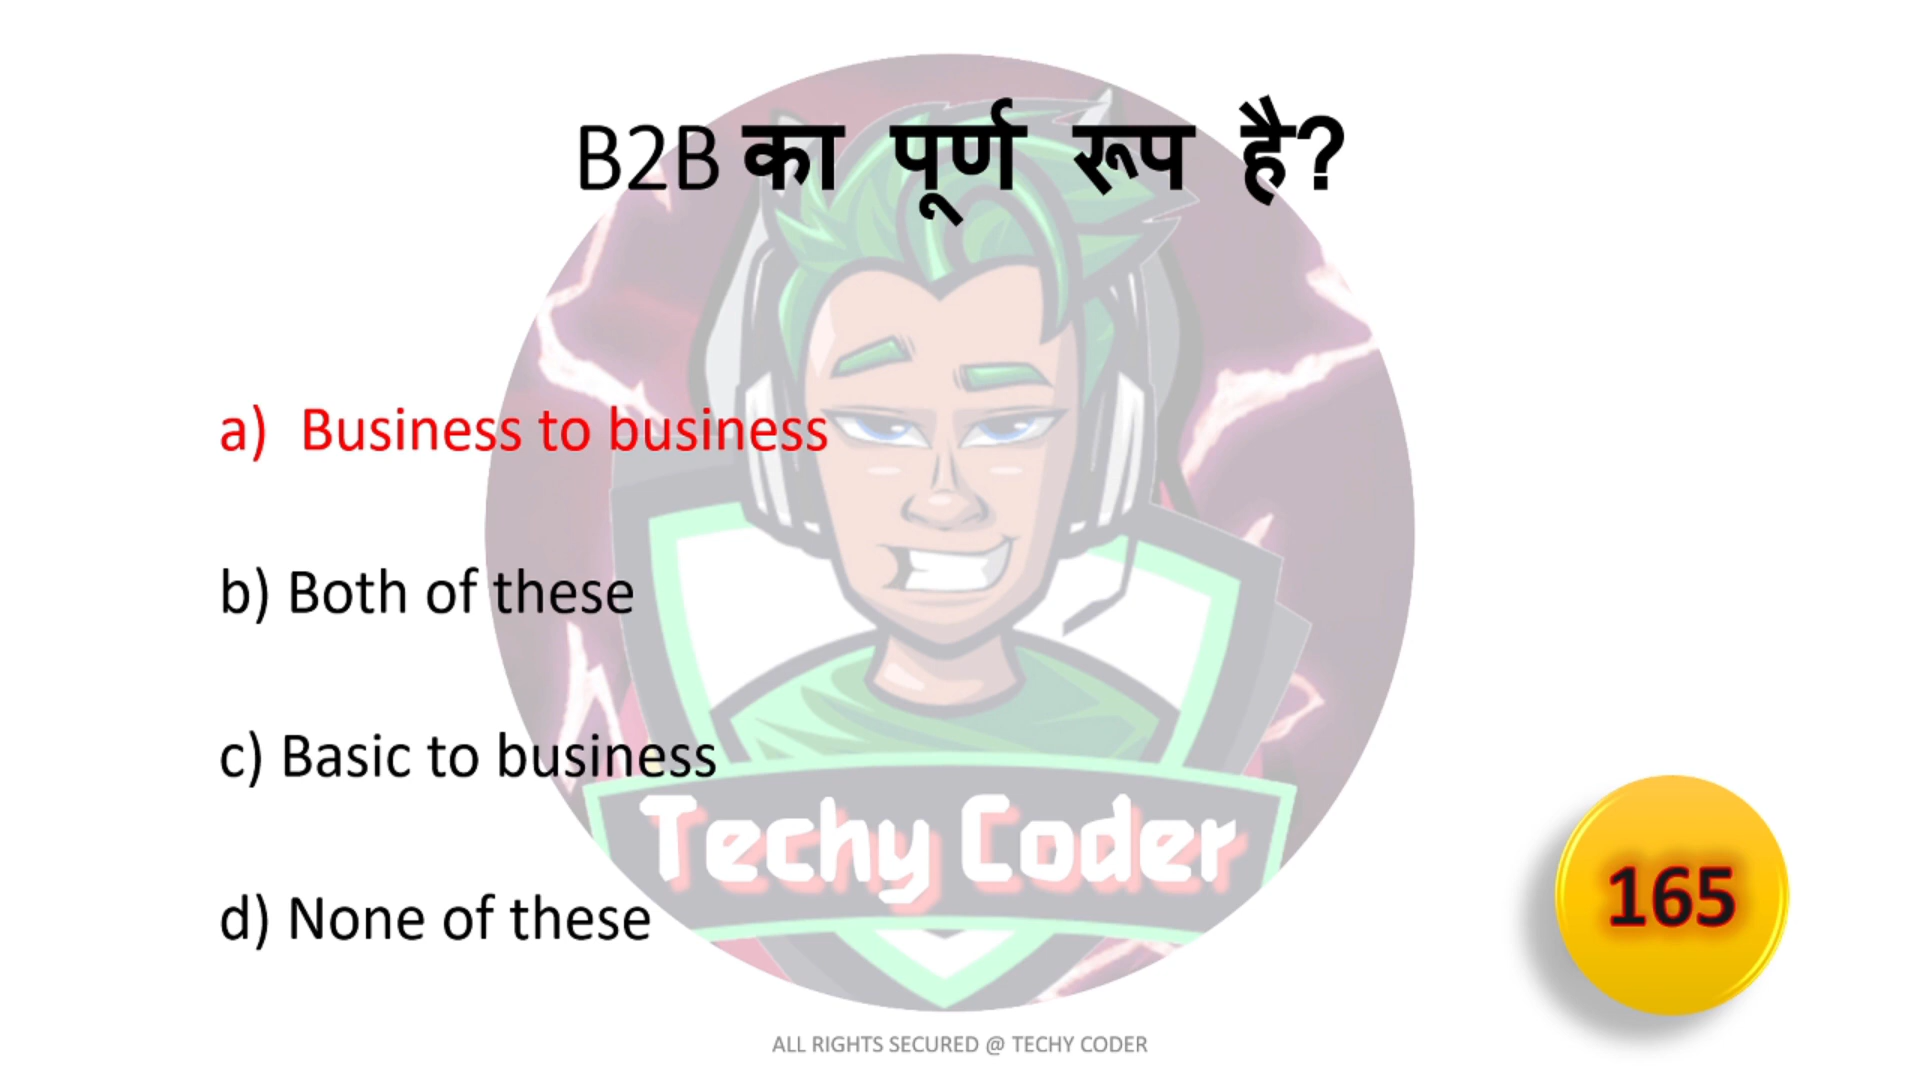 B2B का पूर्ण रूप है?
a) Business to business
b) Both of these
c) Basic to business
d) None of these
Techy Coder
165
ALL RIGHTS SECURED @ TECHY CODER